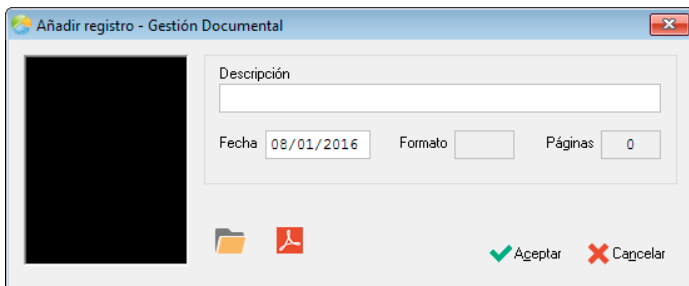 Añadir registro - Gestión Documental
Descripción
Fecha 08/01/2016 Formato Páginas 0
Aceptar Cancelar